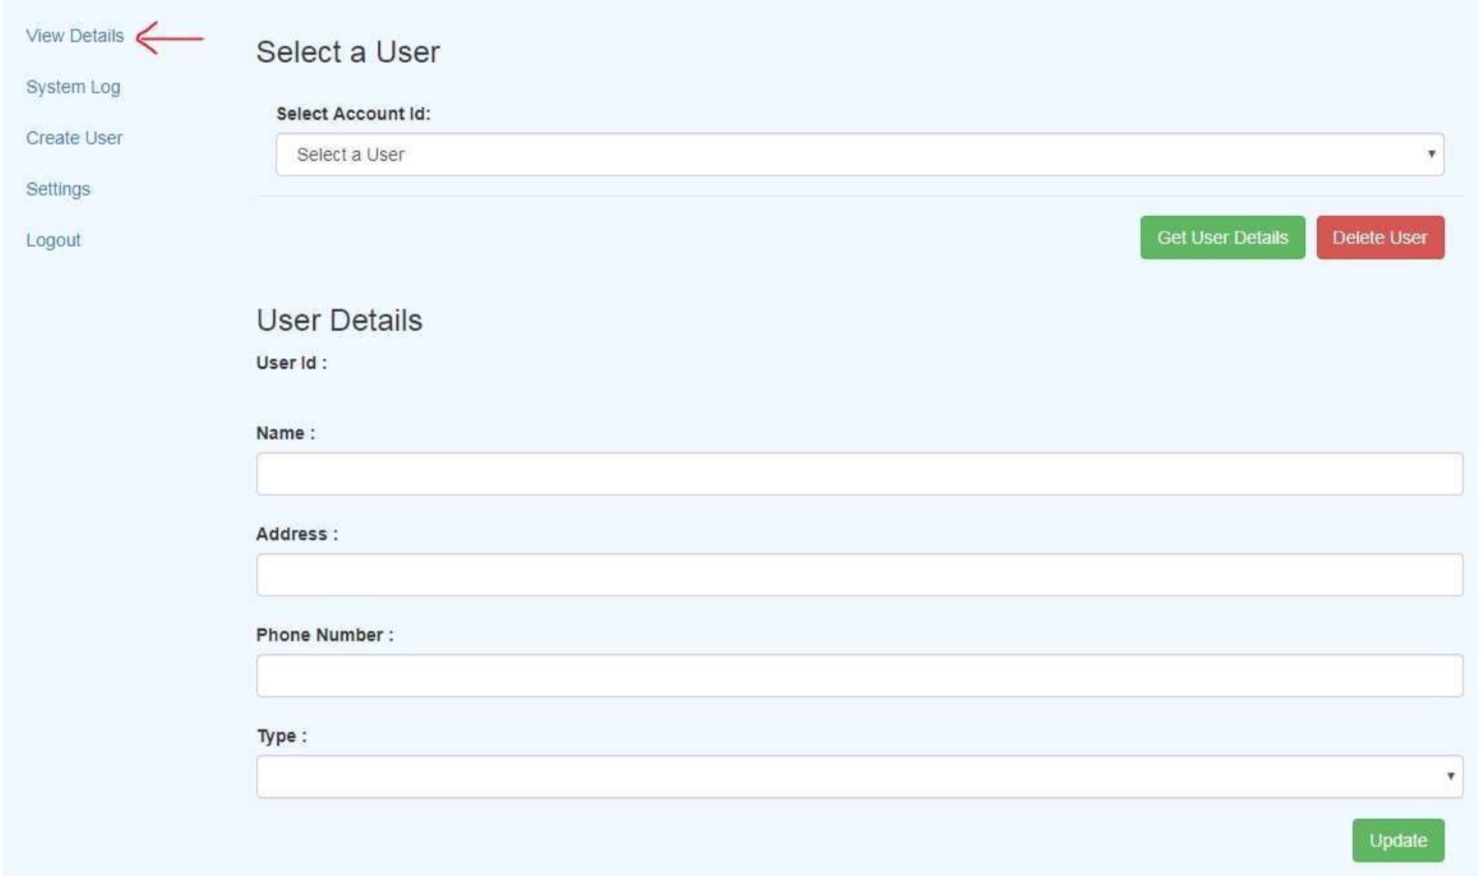 View Details
System Log
Create User
Settings
Logout
Select a User
Select Account Id:
Select a User
Get User Details
Delete User
User Details
User Id :
Name :
Address :
Phone Number :
Type :
Update